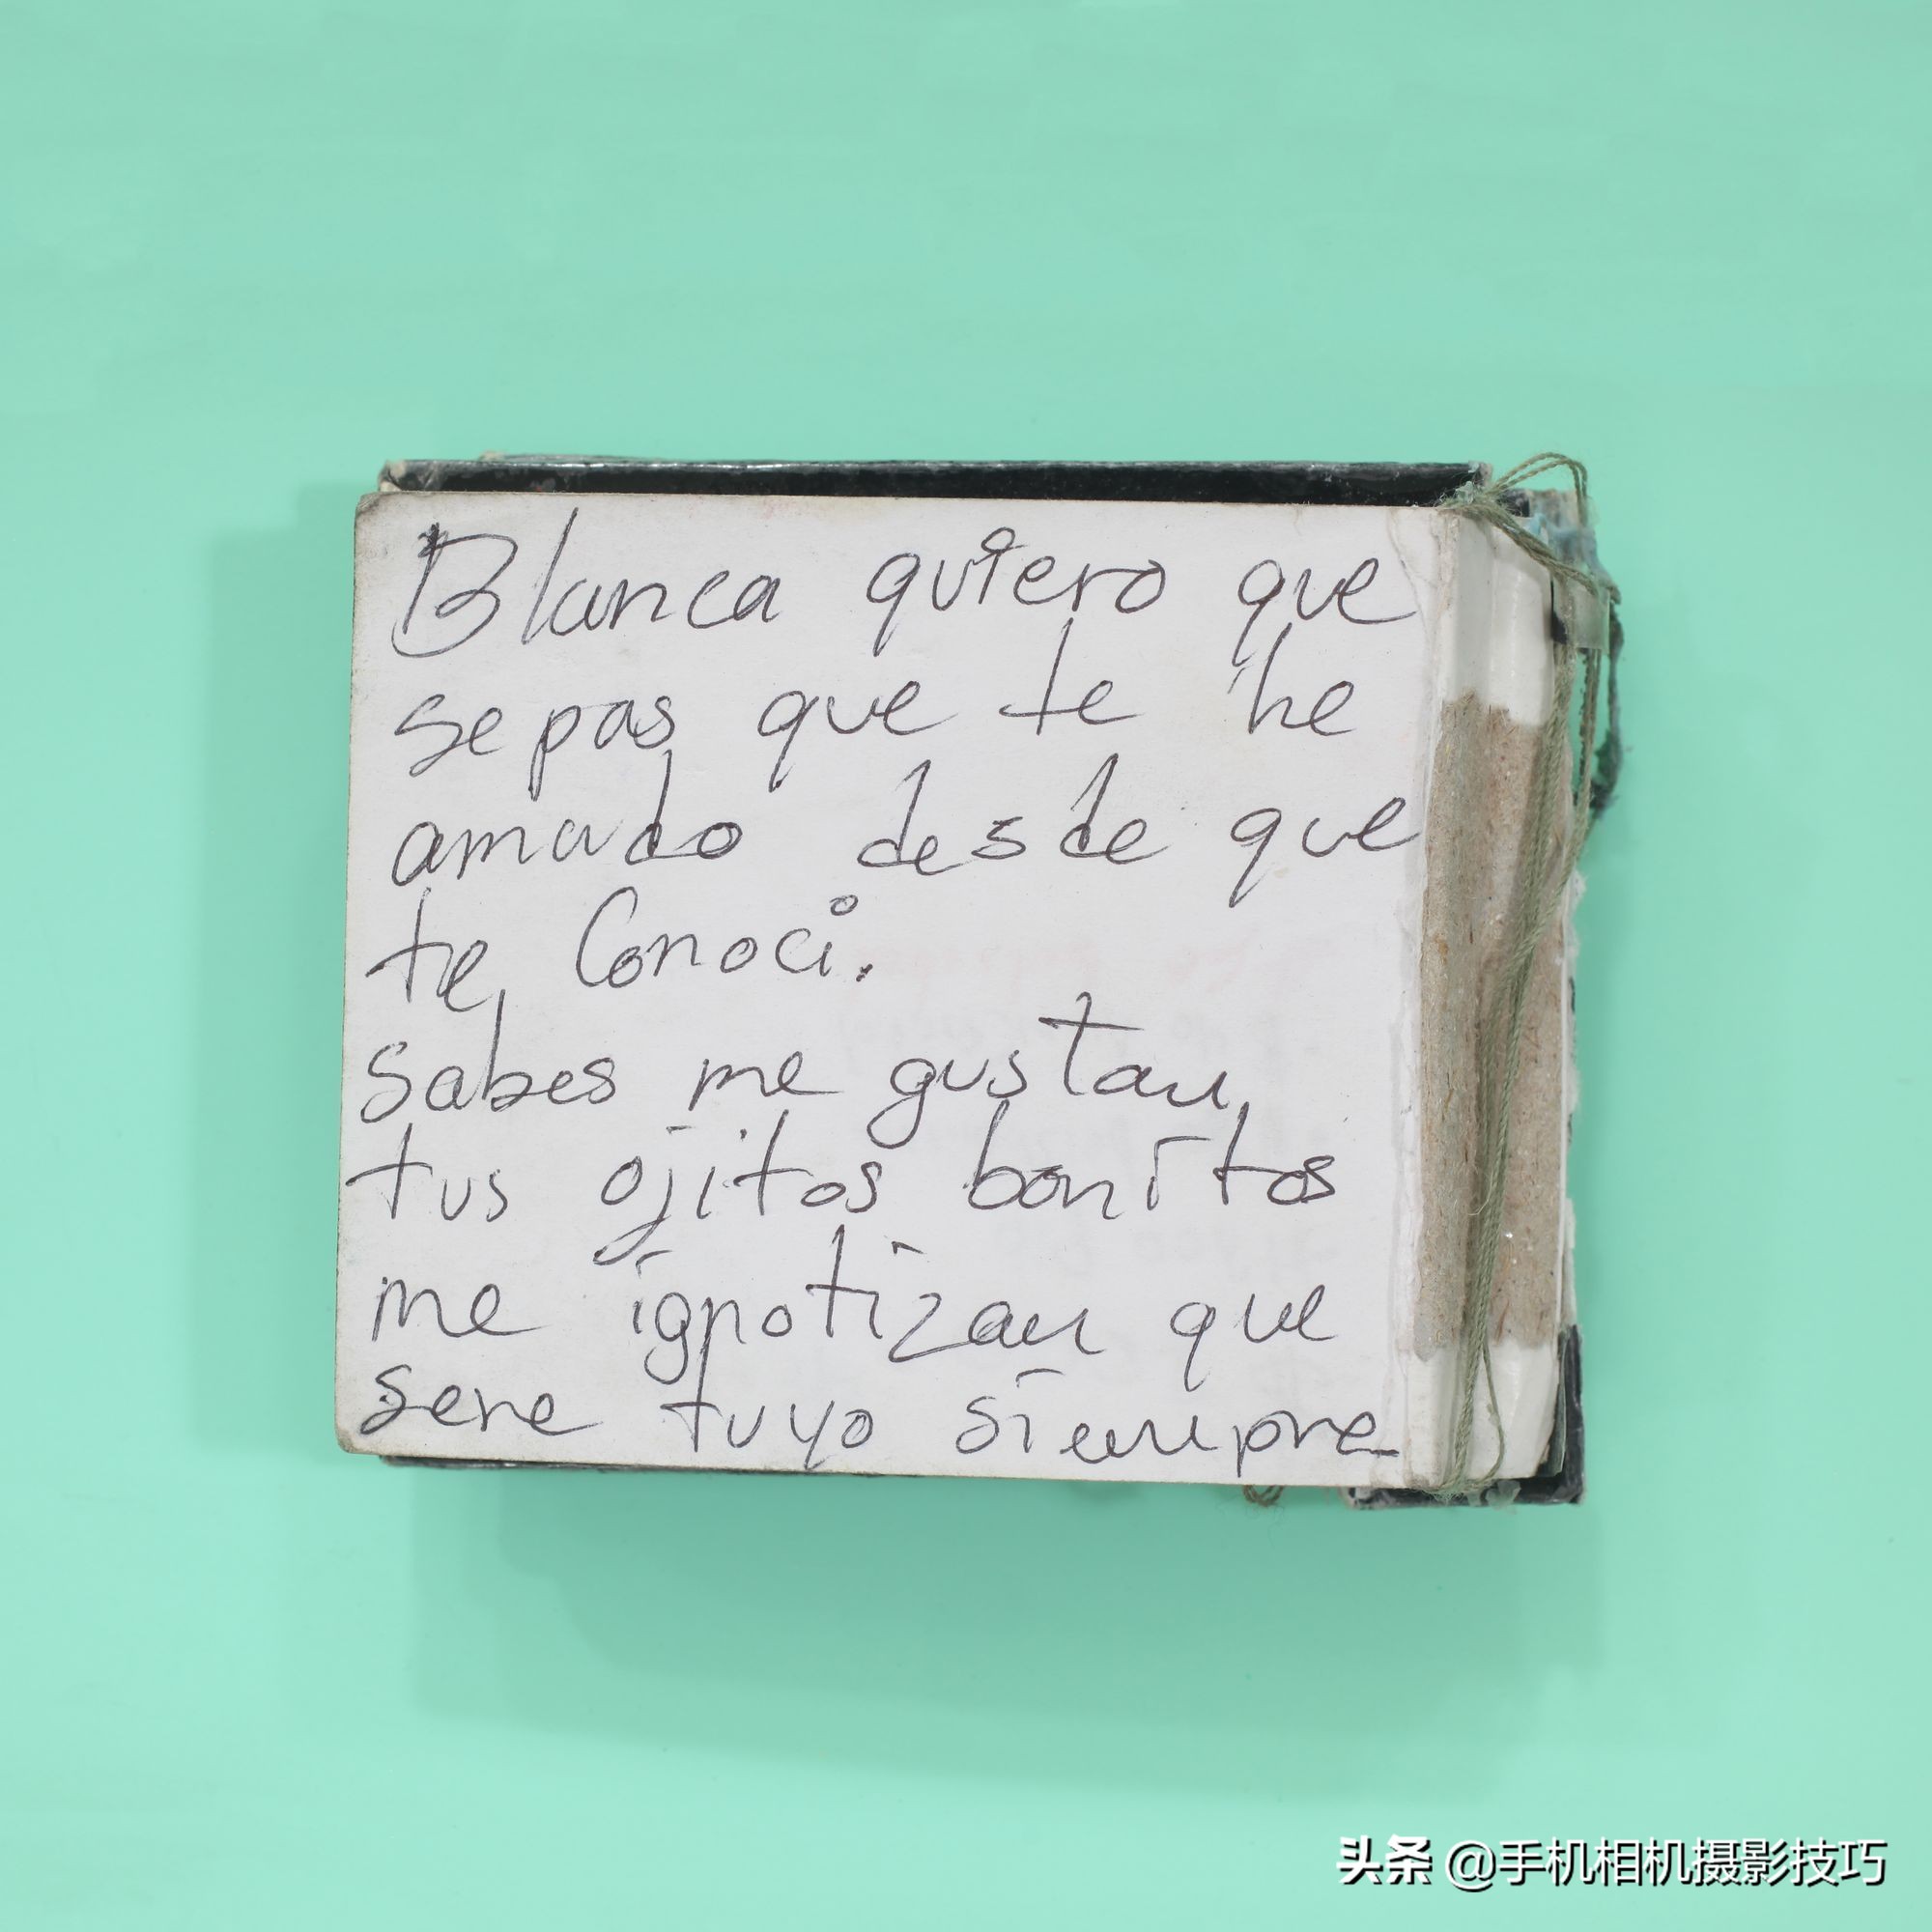 Blanca quiero que
sepas que te he
amado desde que
te Conoci.
Sabes me gustan
tus ojitos bonitos
me ignotizan que
sere tuyo siempre
头条 @手机相机摄影技巧